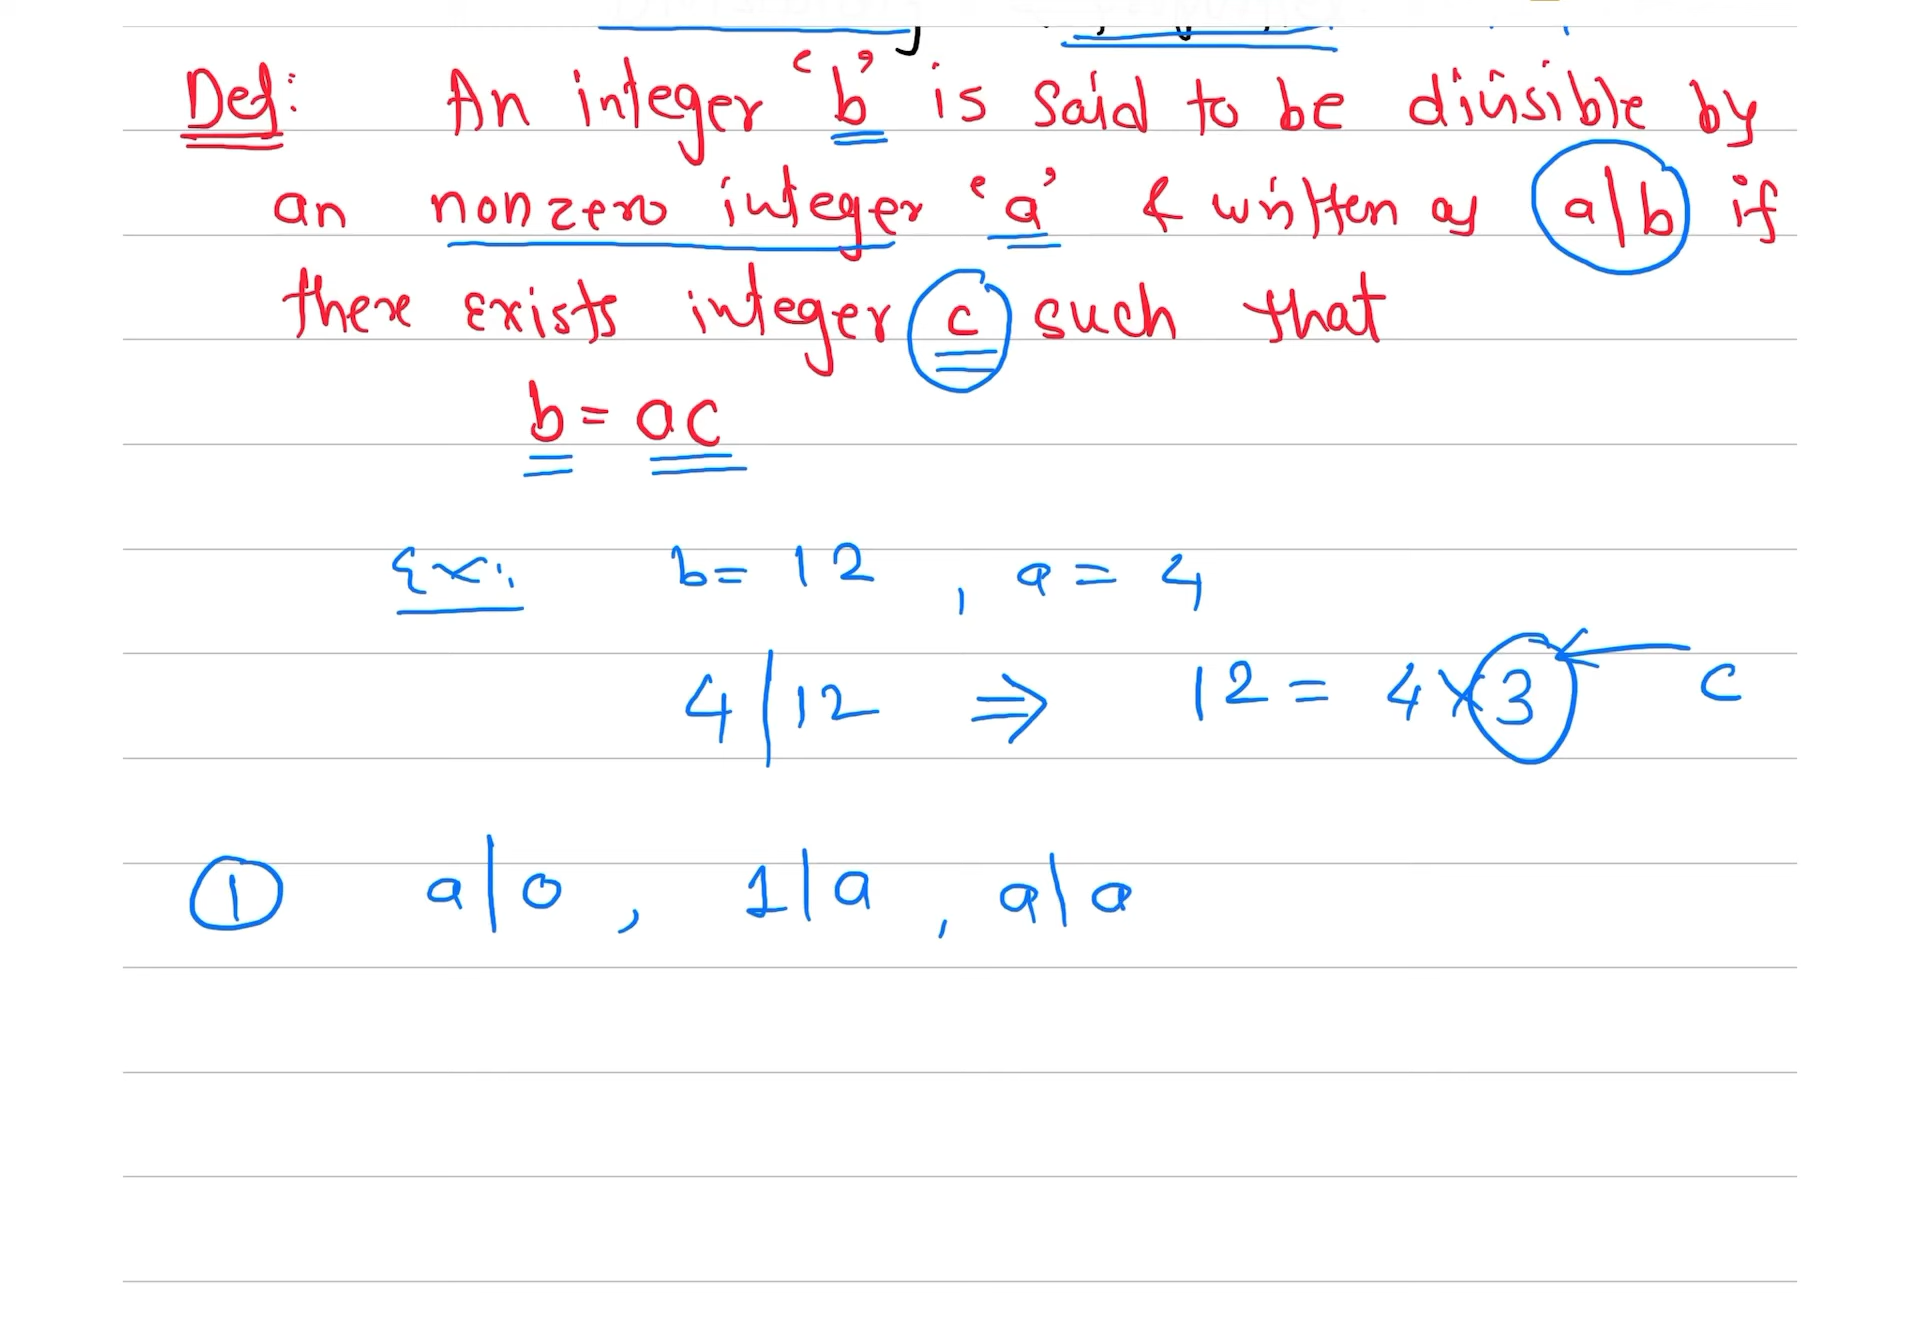 Def: An integer 'b' is said to be divisible by
an nonzero integer 'a' & written as a|b if
there exists integer c such that
b = ac
Ex: b = 12, a = 4
4|12 ⇒ 12 = 4×3 ← c
① a|0, 1|a, a|a